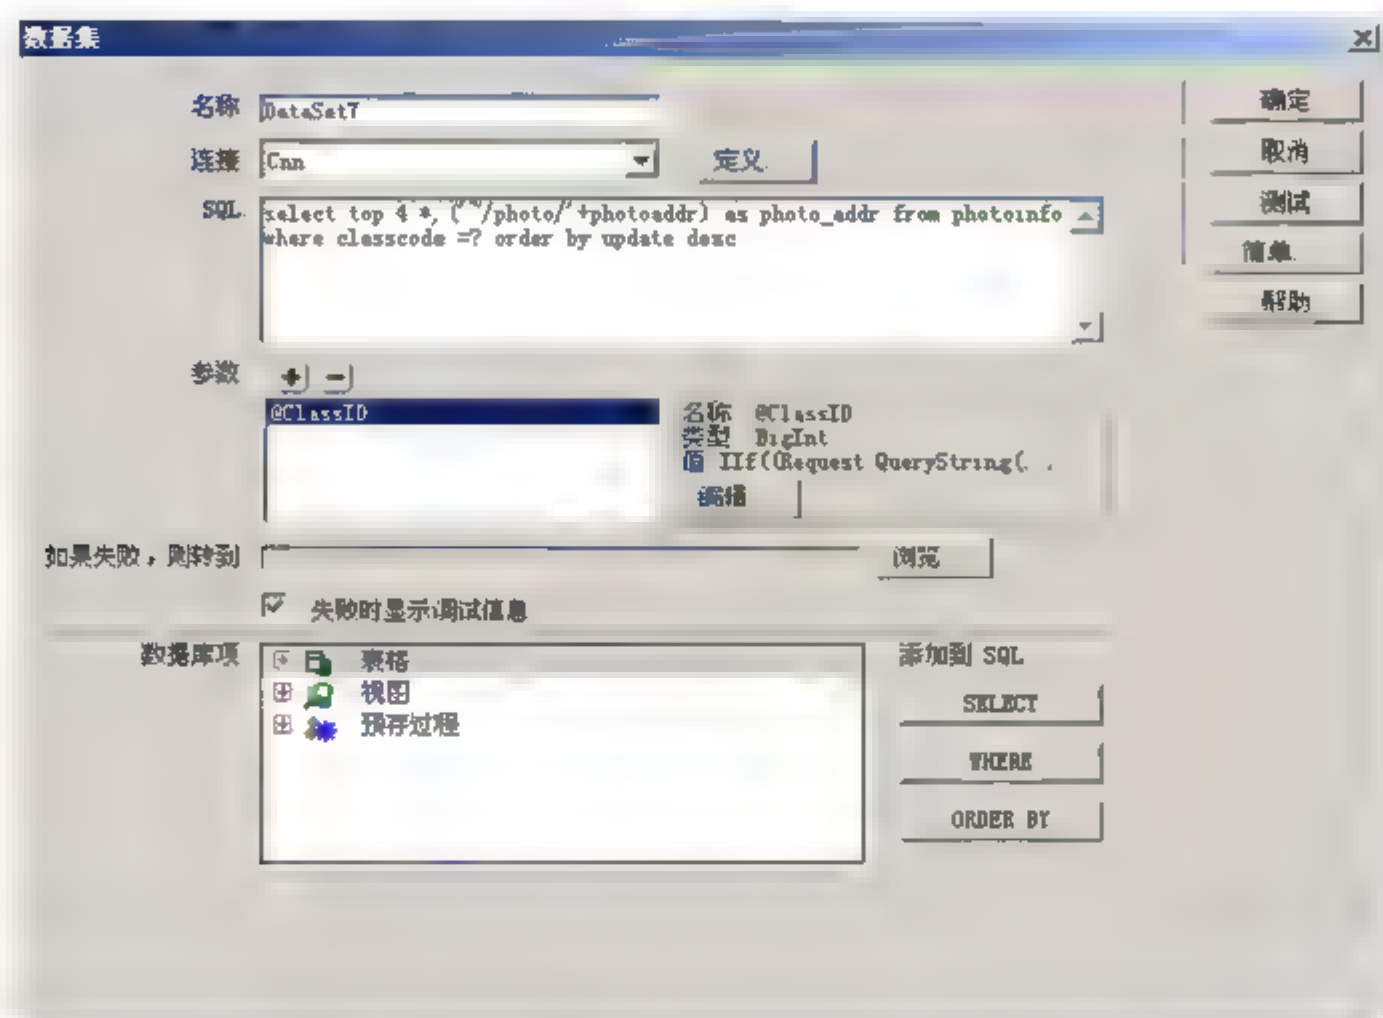 数据集
名称 DataSet7
连接 Cnn 定义
SQL select top 4 *, ("/photo/"+photoaddr) as photo_addr from photoinfo
where classcode =? order by update desc
确定
取消
测试
简单
帮助
参数
@ClassID
名称 @ClassID
类型 BigInt
值 IIf((Request QueryString(. .
编辑
如果失败，则转到 浏览
失败时显示调试信息
数据库项
表格
视图
预存过程
添加到 SQL
SELECT
WHERE
ORDER BY